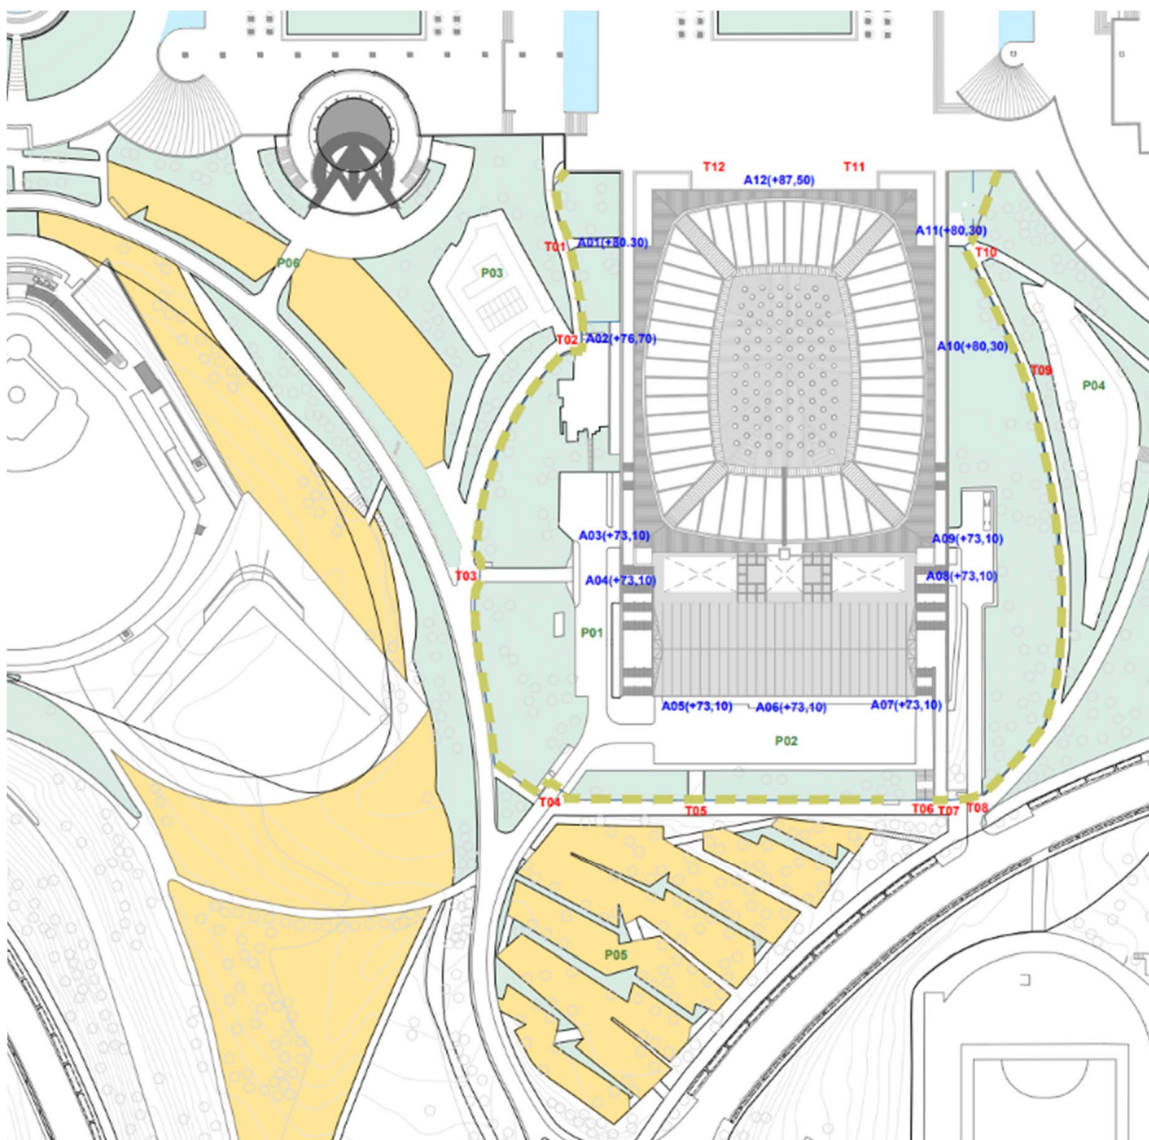 T12
T11
A12(+87,50)
A11(+80,30)
T01
A01(+80.30)
T10
P06
P03
T02
A02(+76,70)
A10(+80,30)
T09
P04
A03(+73,10)
A09(+73,10)
T03
A04(+73,10)
A08(+73,10)
P01
A05(+73,10)
A06(+73,10)
A07(+73,10)
P02
T04
T05
T06
T07
T08
P05